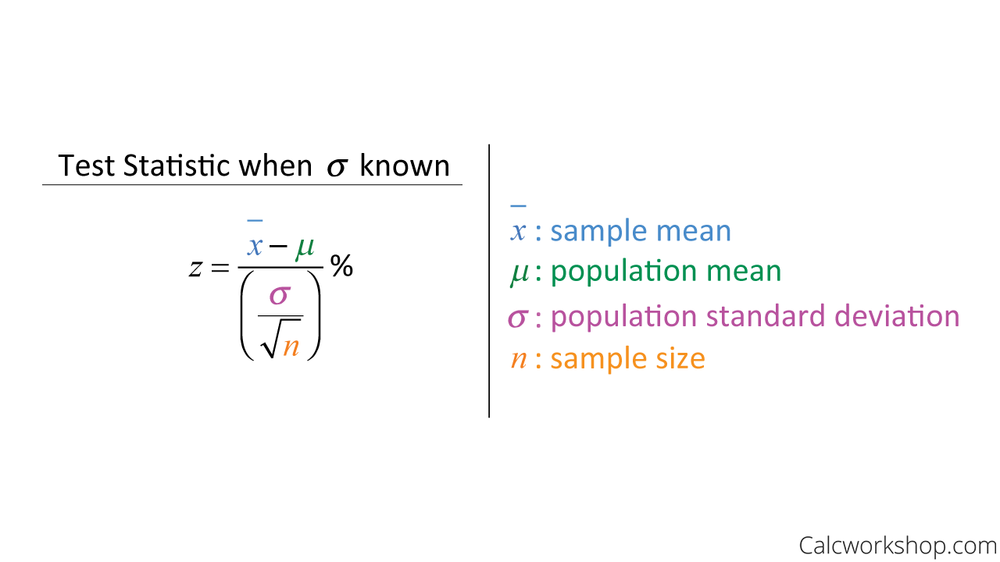 Test Statistic when σ known
z = x̅ − μ / (σ / √n) %
x̅ : sample mean
μ : population mean
σ : population standard deviation
n : sample size
Calcworkshop.com